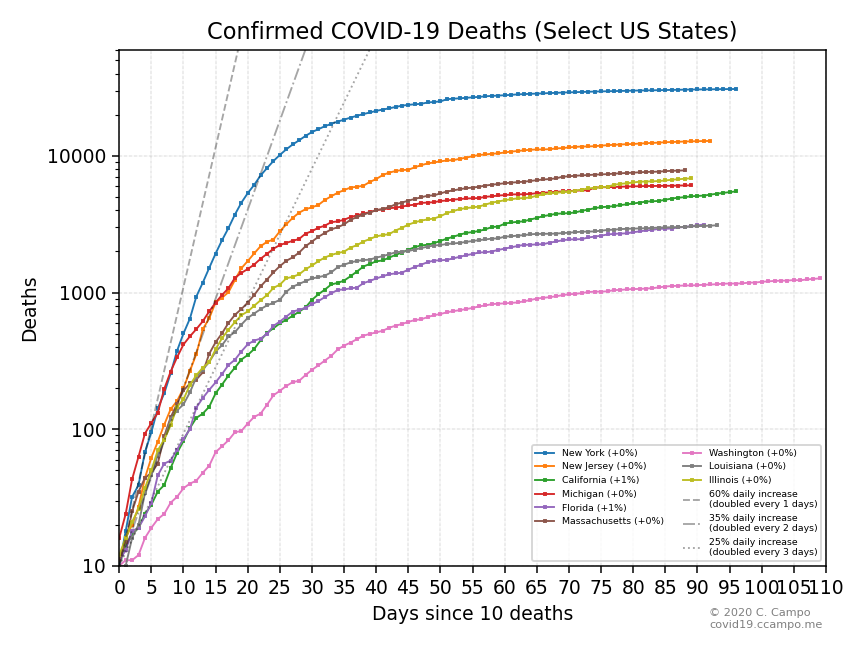 Confirmed COVID-19 Deaths (Select US States)
Deaths
10000
1000
100
10
New York (+0%)
New Jersey (+0%)
California (+1%)
Michigan (+0%)
Florida (+1%)
Massachusetts (+0%)
Washington (+0%)
Louisiana (+0%)
Illinois (+0%)
60% daily increase
(doubled every 1 days)
35% daily increase
(doubled every 2 days)
25% daily increase
(doubled every 3 days)
0 5 10 15 20 25 30 35 40 45 50 55 60 65 70 75 80 85 90 95 100 105 110
Days since 10 deaths
© 2020 C. Campo
covid19.ccampo.me